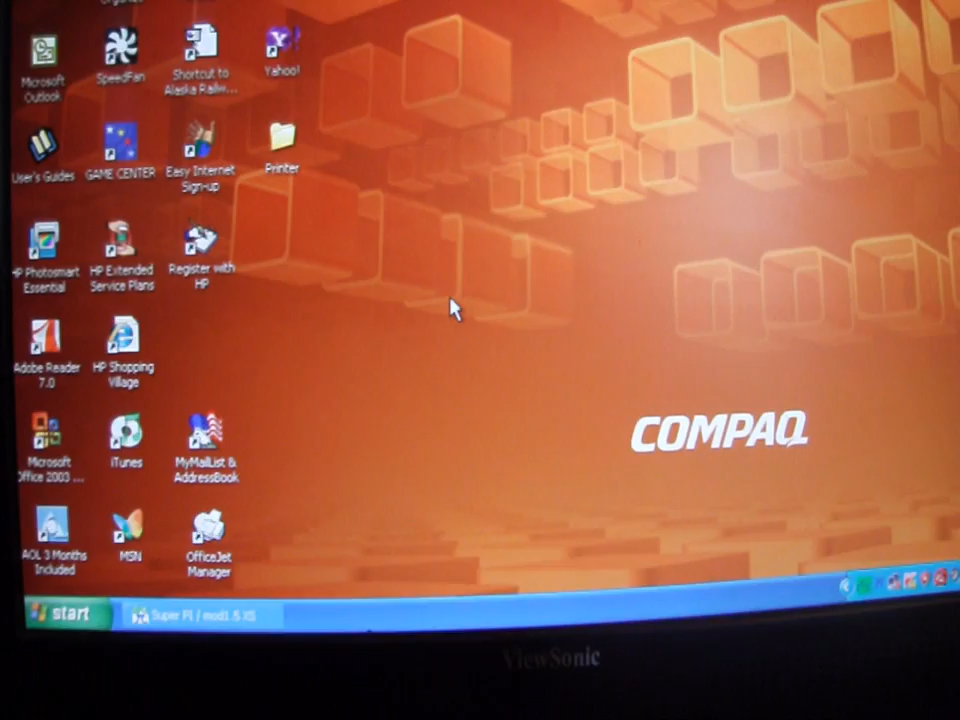 Organizer
Microsoft
Outlook
SpeedFan
Shortcut to
Alaska Railw...
Yahoo!
User's Guides
GAME CENTER
Easy Internet
Sign-up
Printer
HP Photosmart
Essential
HP Extended
Service Plans
Register with
HP
Adobe Reader
7.0
HP Shopping
Village
Microsoft
Office 2003 ...
iTunes
MyMailList &
AddressBook
AOL 3 Months
Included
MSN
OfficeJet
Manager
COMPAQ
start
Super PI / mod1.5 XS
ViewSonic